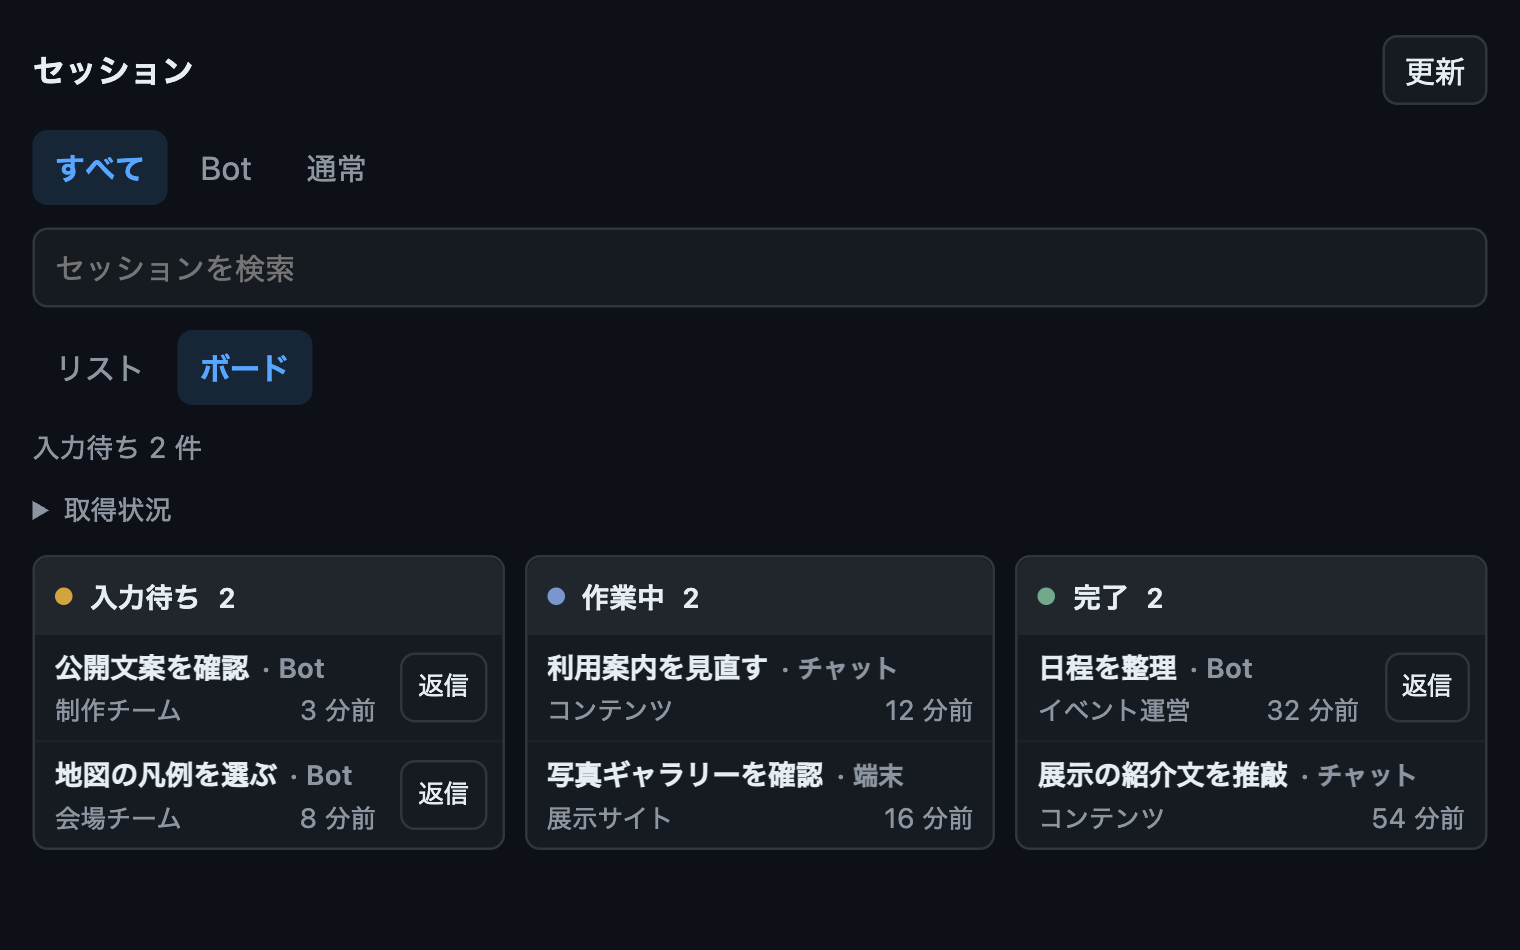 セッション
更新
すべて Bot 通常
セッションを検索
リスト ボード
入力待ち 2 件
▶ 取得状況
入力待ち 2
公開文案を確認 · Bot
制作チーム 3 分前
返信
地図の凡例を選ぶ · Bot
会場チーム 8 分前
返信
作業中 2
利用案内を見直す · チャット
コンテンツ 12 分前
写真ギャラリーを確認 · 端末
展示サイト 16 分前
完了 2
日程を整理 · Bot
イベント運営 32 分前
返信
展示の紹介文を推敲 · チャット
コンテンツ 54 分前